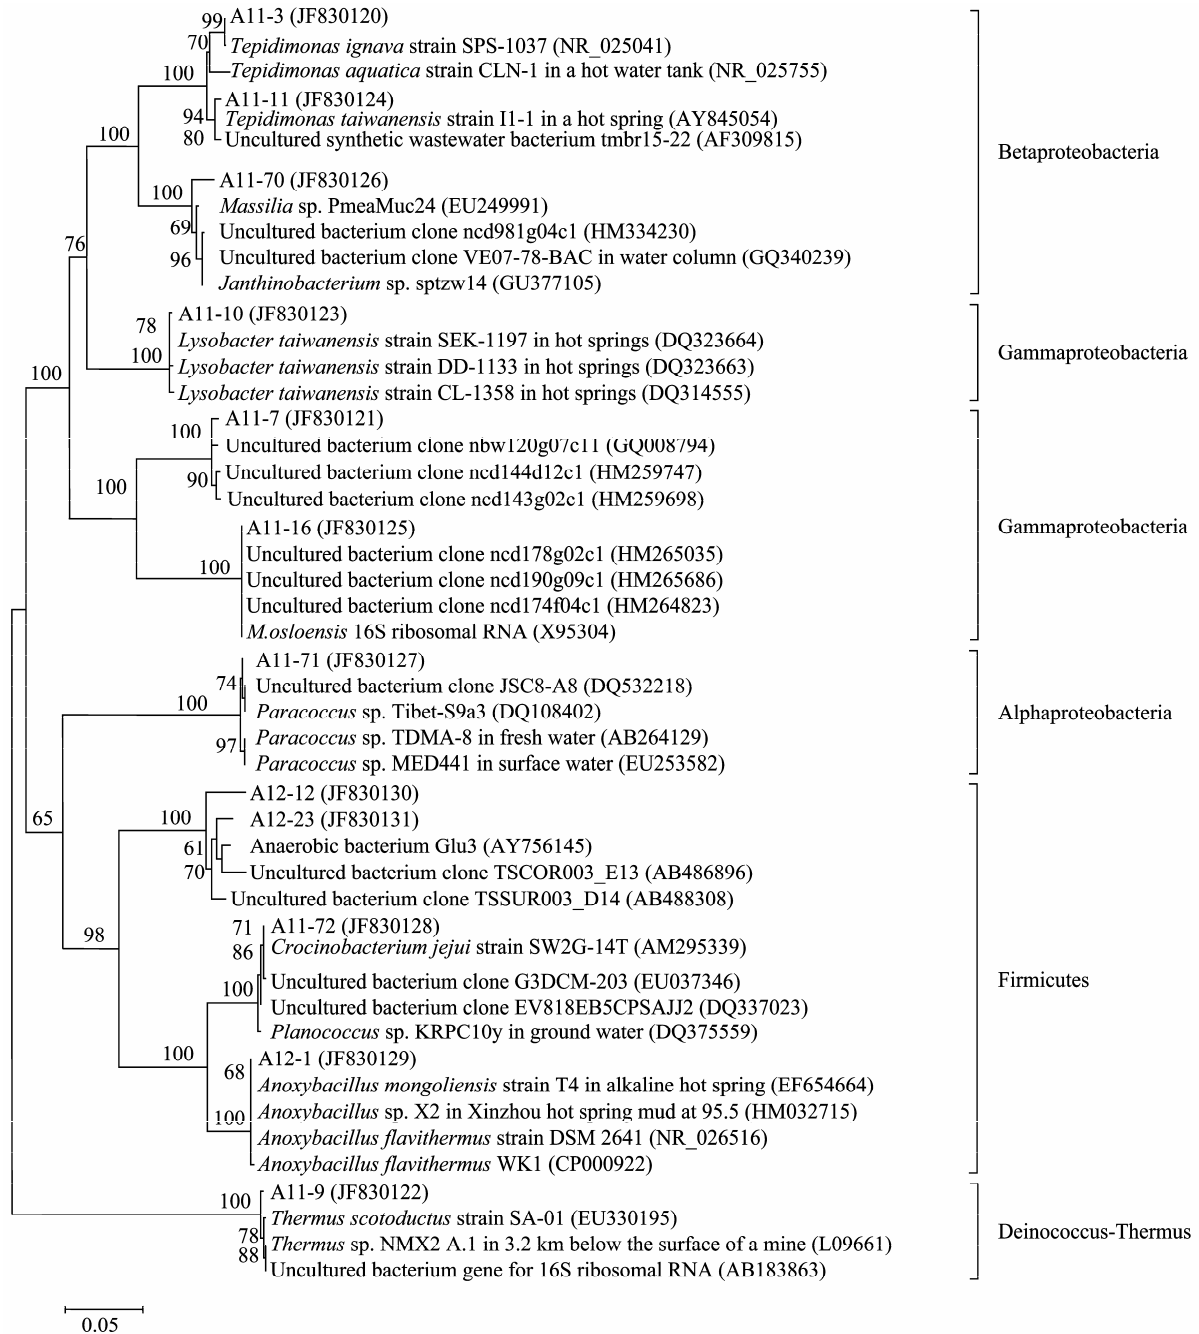 99
A11-3 (JF830120)
70
Tepidimonas ignava strain SPS-1037 (NR_025041)
100
Tepidimonas aquatica strain CLN-1 in a hot water tank (NR_025755)
A11-11 (JF830124)
94
Tepidimonas taiwanensis strain I1-1 in a hot spring (AY845054)
100
80
Uncultured synthetic wastewater bacterium tmbr15-22 (AF309815)
Betaproteobacteria
100
A11-70 (JF830126)
Massilia sp. PmeaMuc24 (EU249991)
69
Uncultured bacterium clone ncd981g04c1 (HM334230)
76
96
Uncultured bacterium clone VE07-78-BAC in water column (GQ340239)
Janthinobacterium sp. sptzw14 (GU377105)
A11-10 (JF830123)
78
Lysobacter taiwanensis strain SEK-1197 in hot springs (DQ323664)
Gammaproteobacteria
100
Lysobacter taiwanensis strain DD-1133 in hot springs (DQ323663)
100
Lysobacter taiwanensis strain CL-1358 in hot springs (DQ314555)
A11-7 (JF830121)
100
Uncultured bacterium clone nbw120g07c11 (GQ008794)
90
Uncultured bacterium clone ncd144d12c1 (HM259747)
100
Uncultured bacterium clone ncd143g02c1 (HM259698)
Gammaproteobacteria
A11-16 (JF830125)
Uncultured bacterium clone ncd178g02c1 (HM265035)
100
Uncultured bacterium clone ncd190g09c1 (HM265686)
Uncultured bacterium clone ncd174f04c1 (HM264823)
M.osloensis 16S ribosomal RNA (X95304)
A11-71 (JF830127)
74
Uncultured bacterium clone JSC8-A8 (DQ532218)
100
Paracoccus sp. Tibet-S9a3 (DQ108402)
Alphaproteobacteria
97
Paracoccus sp. TDMA-8 in fresh water (AB264129)
Paracoccus sp. MED441 in surface water (EU253582)
A12-12 (JF830130)
65
100
A12-23 (JF830131)
61
Anaerobic bacterium Glu3 (AY756145)
70
Uncultured bacterium clone TSCOR003_E13 (AB486896)
Uncultured bacterium clone TSSUR003_D14 (AB488308)
98
71
A11-72 (JF830128)
86
Crocinobacterium jejui strain SW2G-14T (AM295339)
Uncultured bacterium clone G3DCM-203 (EU037346)
Firmicutes
100
Uncultured bacterium clone EV818EB5CPSAJJ2 (DQ337023)
Planococcus sp. KRPC10y in ground water (DQ375559)
100
A12-1 (JF830129)
68
Anoxybacillus mongoliensis strain T4 in alkaline hot spring (EF654664)
100
Anoxybacillus sp. X2 in Xinzhou hot spring mud at 95.5 (HM032715)
Anoxybacillus flavithermus strain DSM 2641 (NR_026516)
Anoxybacillus flavithermus WK1 (CP000922)
100
A11-9 (JF830122)
Thermus scotoductus strain SA-01 (EU330195)
78
Thermus sp. NMX2 A.1 in 3.2 km below the surface of a mine (L09661)
Deinococcus-Thermus
88
Uncultured bacterium gene for 16S ribosomal RNA (AB183863)
0.05